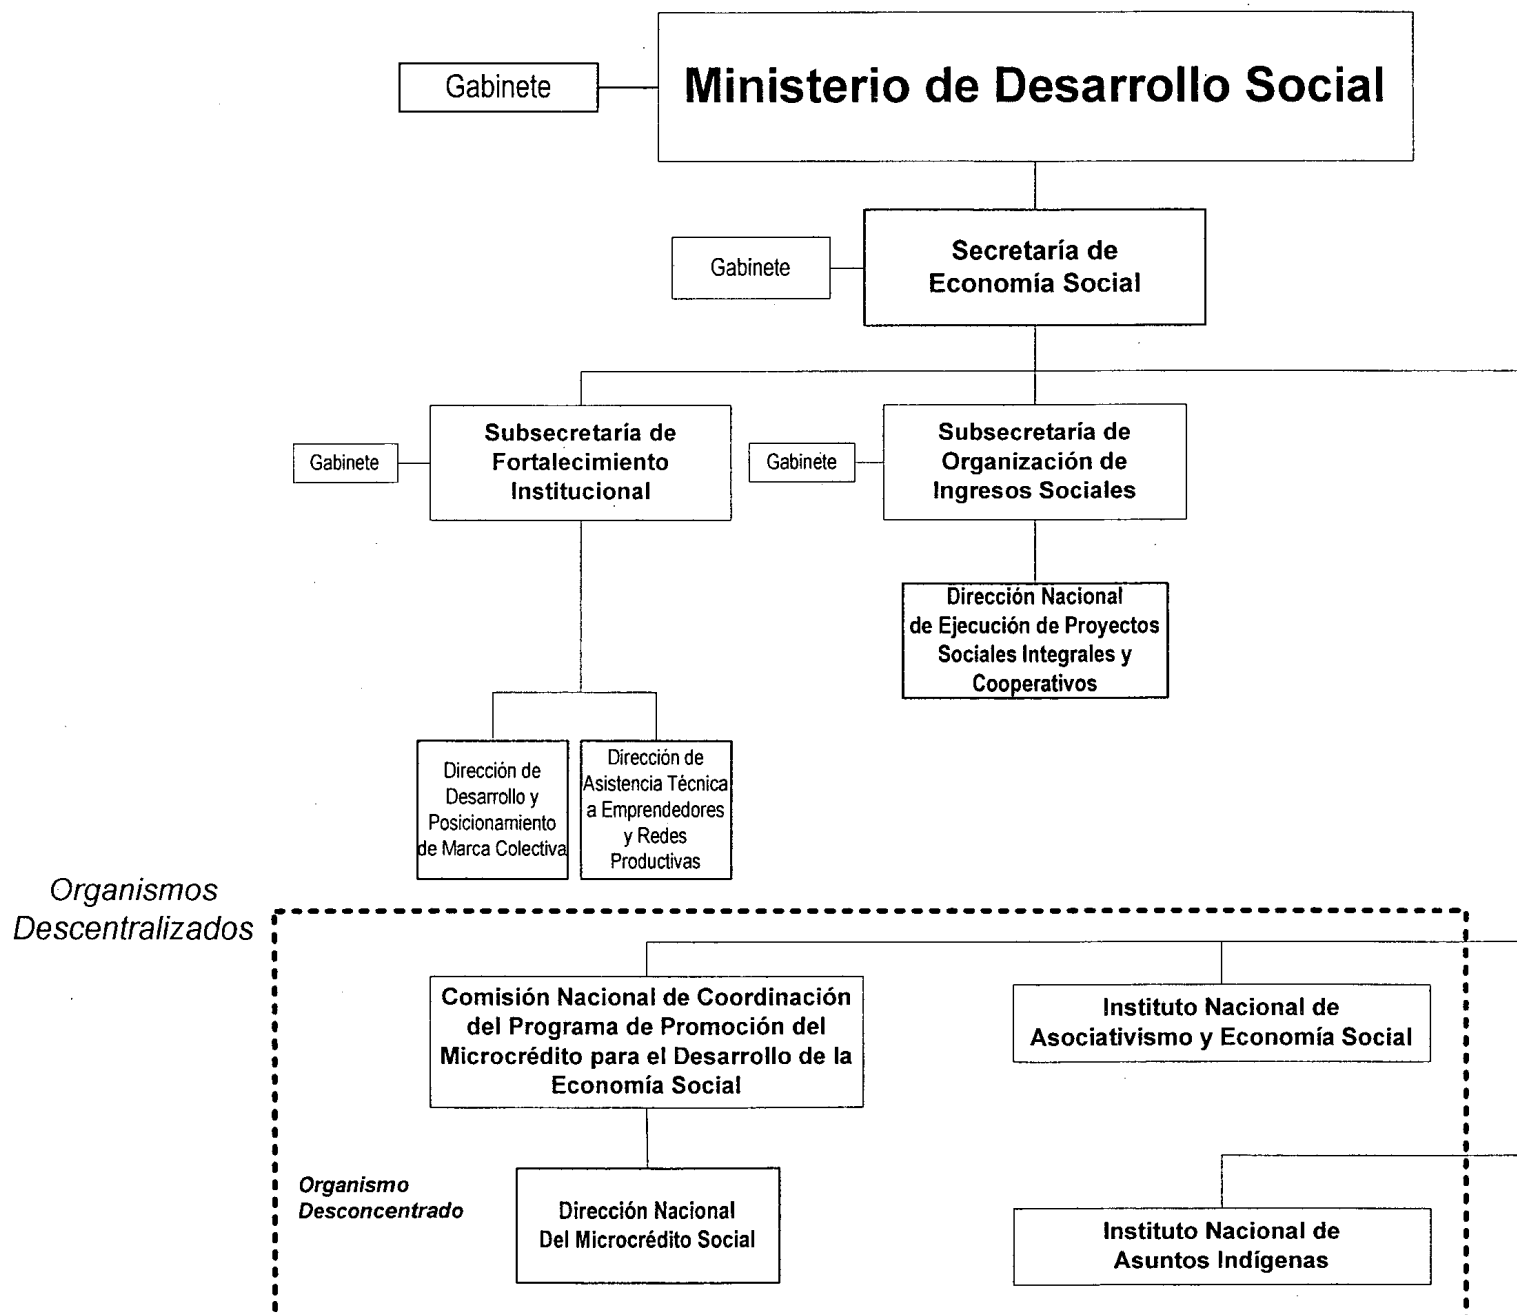 Gabinete
Ministerio de Desarrollo Social
Gabinete
Secretaría de
Economía Social
Gabinete
Subsecretaría de
Fortalecimiento
Institucional
Gabinete
Subsecretaría de
Organización de
Ingresos Sociales
Dirección Nacional
de Ejecución de Proyectos
Sociales Integrales y
Cooperativos
Dirección de
Desarrollo y
Posicionamiento
de Marca Colectiva
Dirección de
Asistencia Técnica
a Emprendedores
y Redes
Productivas
Organismos
Descentralizados
Comisión Nacional de Coordinación
del Programa de Promoción del
Microcrédito para el Desarrollo de la
Economía Social
Instituto Nacional de
Asociativismo y Economía Social
Organismo
Desconcentrado
Dirección Nacional
Del Microcrédito Social
Instituto Nacional de
Asuntos Indígenas